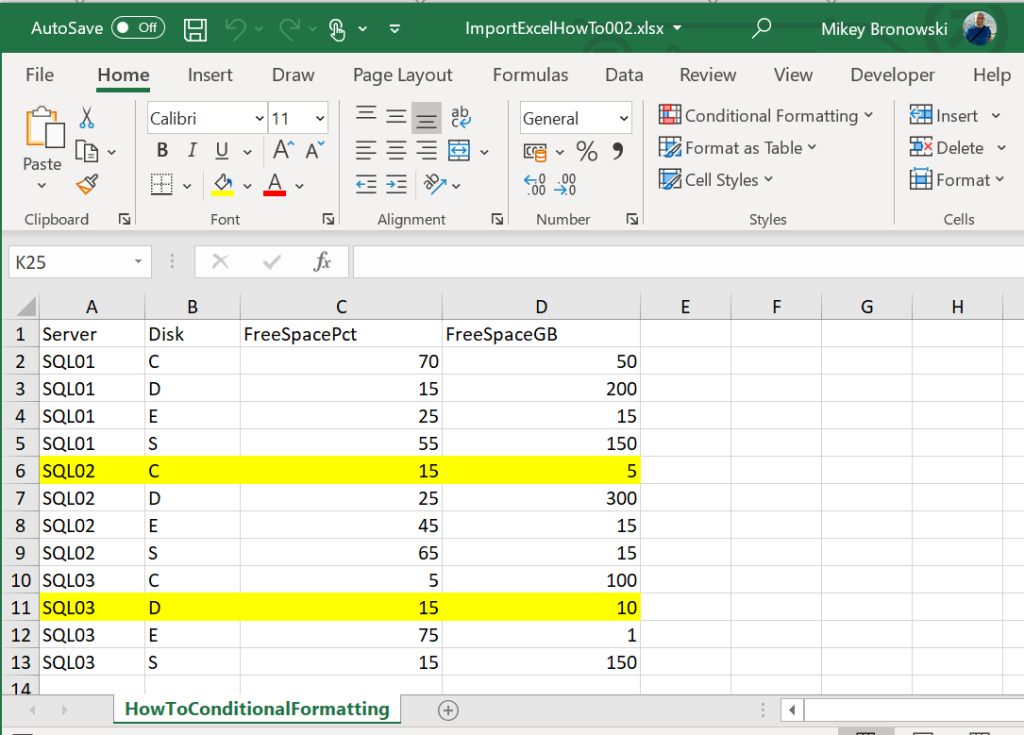 AutoSave Off ImportExcelHowTo002.xlsx Mikey Bronowski
File Home Insert Draw Page Layout Formulas Data Review View Developer Help
Calibri 11 General Conditional Formatting Insert
Paste B I U A A % Format as Table Delete
A .00 .00 Cell Styles Format
Clipboard Font Alignment Number Styles Cells
K25 fx
A B C D E F G H
1 Server Disk FreeSpacePct FreeSpaceGB
2 SQL01 C 70 50
3 SQL01 D 15 200
4 SQL01 E 25 15
5 SQL01 S 55 150
6 SQL02 C 15 5
7 SQL02 D 25 300
8 SQL02 E 45 15
9 SQL02 S 65 15
10 SQL03 C 5 100
11 SQL03 D 15 10
12 SQL03 E 75 1
13 SQL03 S 15 150
14
HowToConditionalFormatting